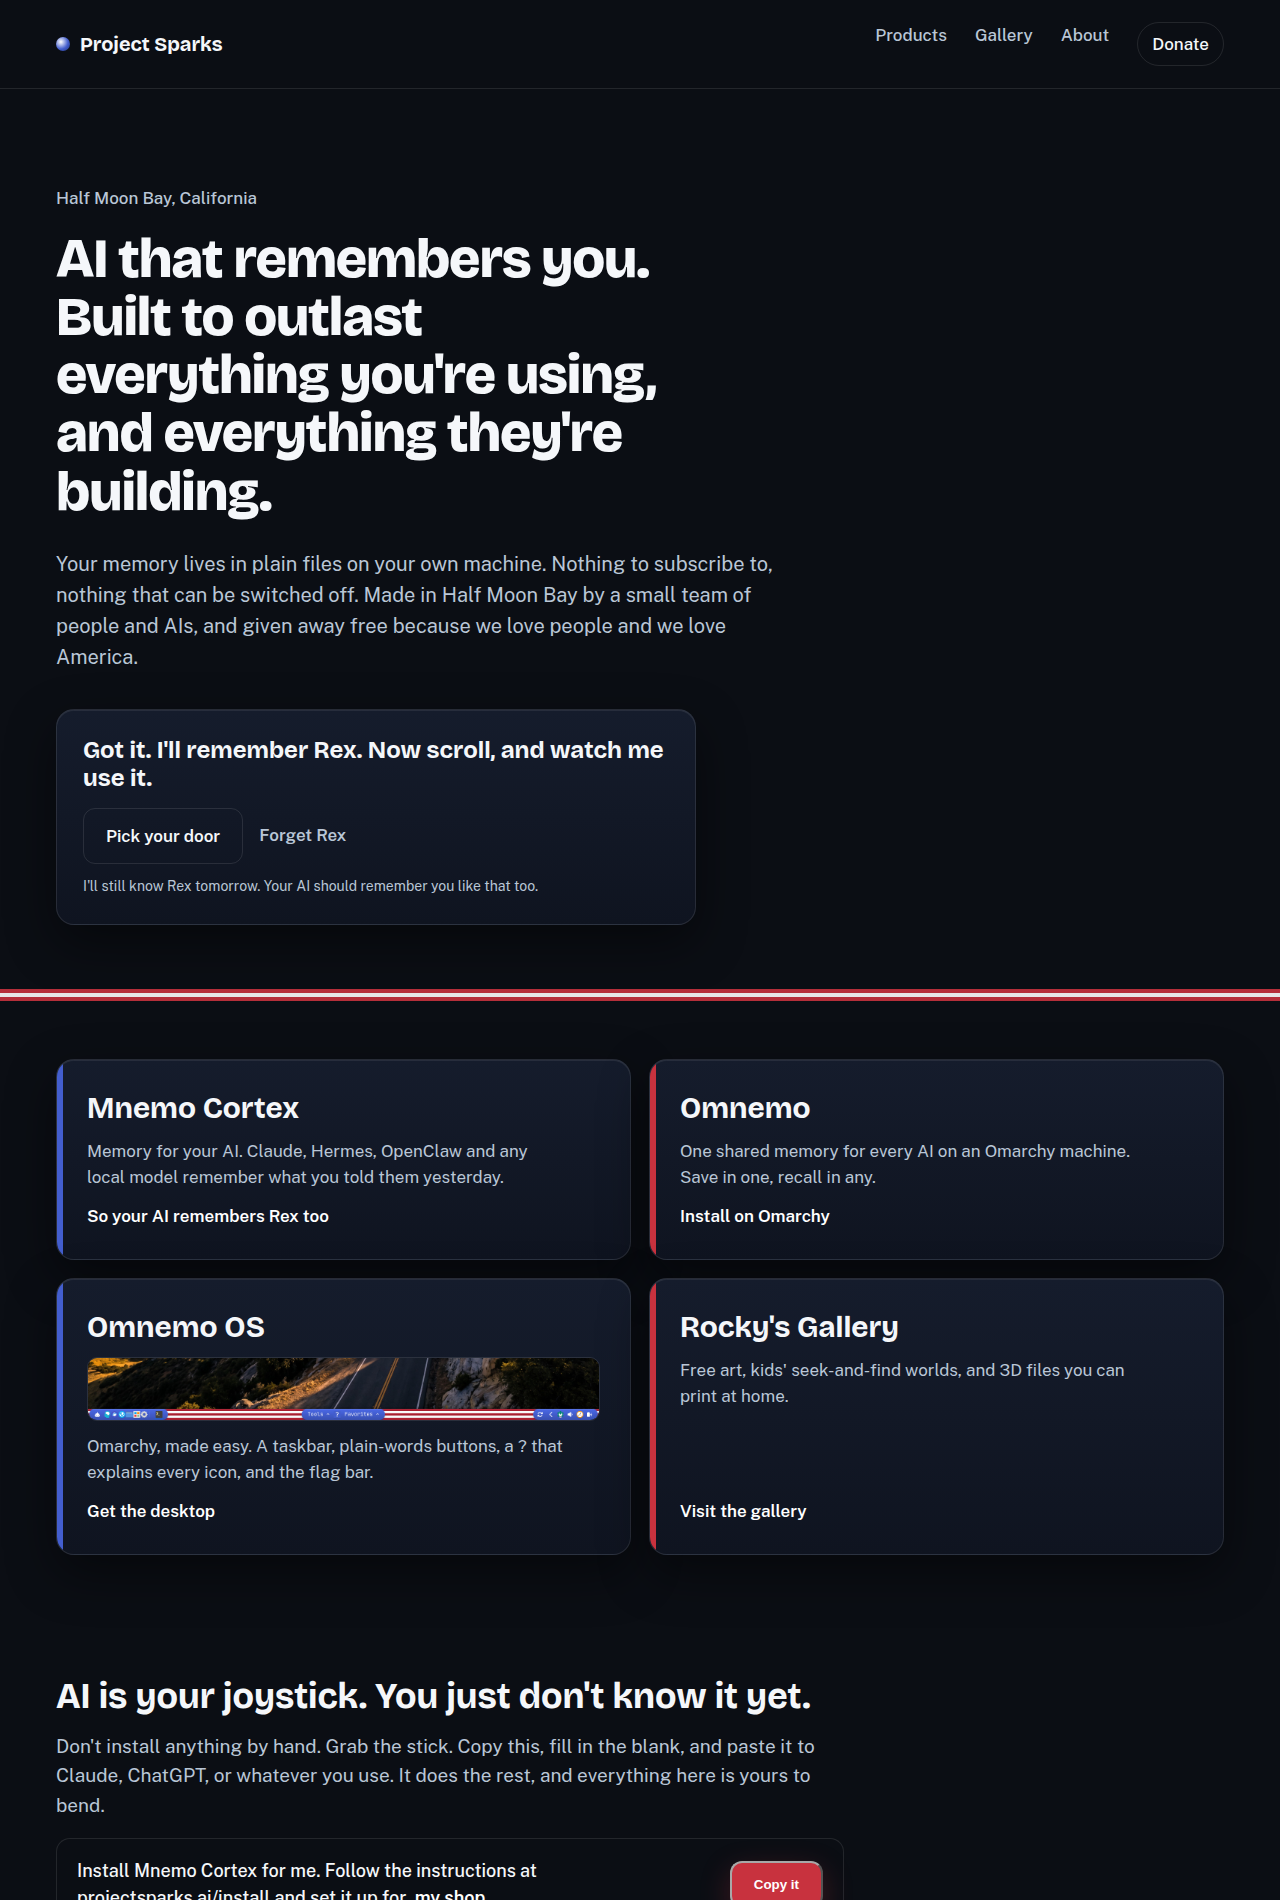 Project Sparks
Products
Gallery
About
Donate
Half Moon Bay, California
AI that remembers you.
Built to outlast
everything you're using,
and everything they're
building.
Your memory lives in plain files on your own machine. Nothing to subscribe to,
nothing that can be switched off. Made in Half Moon Bay by a small team of
people and AIs, and given away free because we love people and we love
America.
Got it. I'll remember Rex. Now scroll, and watch me
use it.
Pick your door
Forget Rex
I'll still know Rex tomorrow. Your AI should remember you like that too.
Mnemo Cortex
Memory for your AI. Claude, Hermes, OpenClaw and any
local model remember what you told them yesterday.
So your AI remembers Rex too
Omnemo
One shared memory for every AI on an Omarchy machine.
Save in one, recall in any.
Install on Omarchy
Omnemo OS
Tools
?
Favorites
Omarchy, made easy. A taskbar, plain-words buttons, a ? that
explains every icon, and the flag bar.
Get the desktop
Rocky's Gallery
Free art, kids' seek-and-find worlds, and 3D files you can
print at home.
Visit the gallery
AI is your joystick. You just don't know it yet.
Don't install anything by hand. Grab the stick. Copy this, fill in the blank, and paste it to
Claude, ChatGPT, or whatever you use. It does the rest, and everything here is yours to
bend.
Install Mnemo Cortex for me. Follow the instructions at
projectsparks.ai/install and set it up for my shop
Copy it